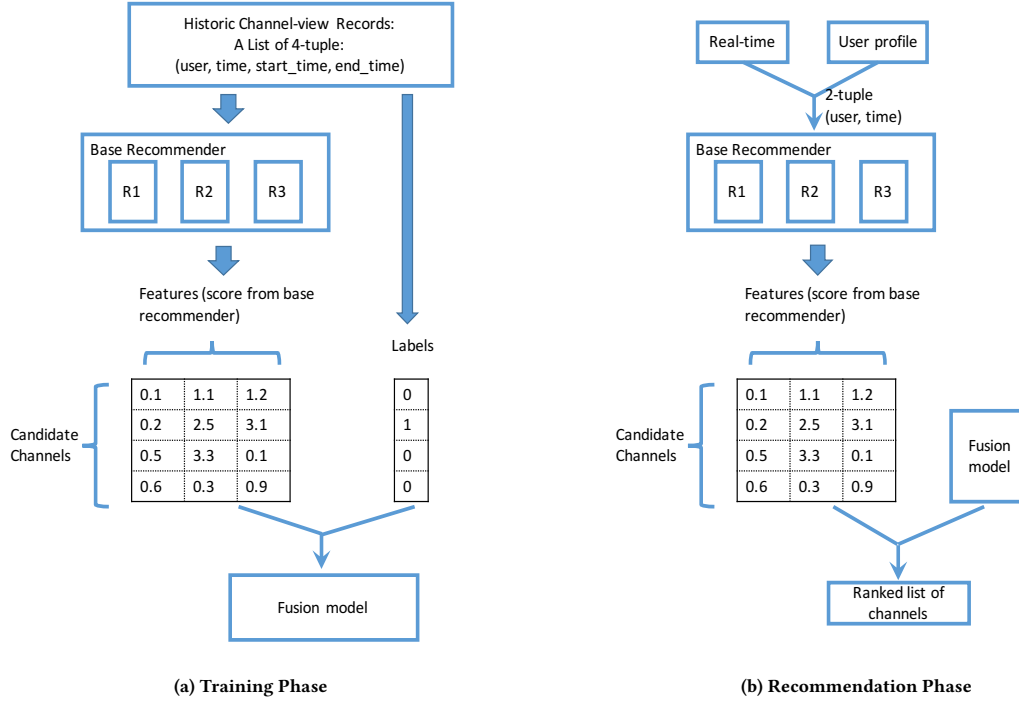 Historic Channel-view Records:
A List of 4-tuple:
(user, time, start_time, end_time)
Base Recommender
R1 R2 R3
Features (score from base
recommender)
Labels
Candidate
Channels
0.1 1.1 1.2 0
0.2 2.5 3.1 1
0.5 3.3 0.1 0
0.6 0.3 0.9 0
Fusion model
(a) Training Phase
Real-time User profile
2-tuple
(user, time)
Base Recommender
R1 R2 R3
Features (score from base
recommender)
Candidate
Channels
0.1 1.1 1.2
0.2 2.5 3.1
0.5 3.3 0.1
0.6 0.3 0.9
Fusion
model
Ranked list of
channels
(b) Recommendation Phase